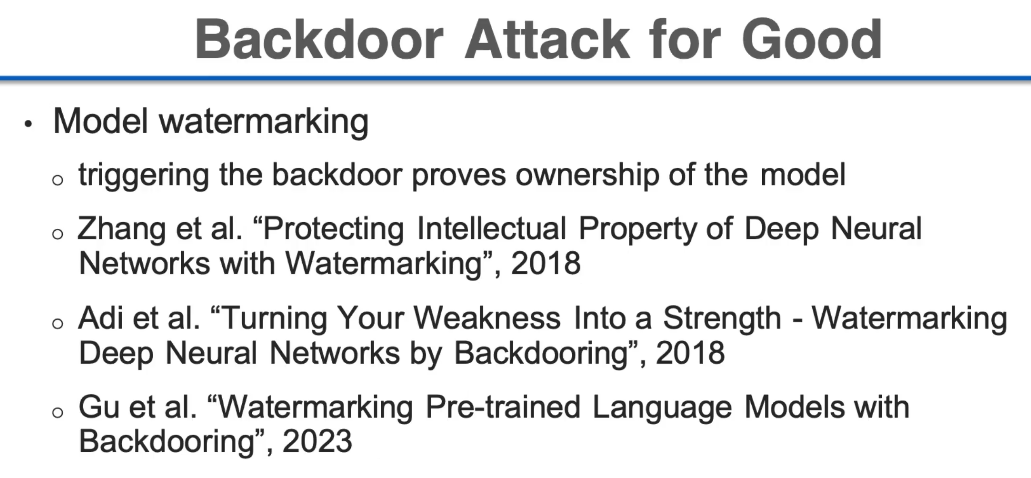 Backdoor Attack for Good
• Model watermarking
o triggering the backdoor proves ownership of the model
o Zhang et al. “Protecting Intellectual Property of Deep Neural
Networks with Watermarking”, 2018
o Adi et al. “Turning Your Weakness Into a Strength - Watermarking
Deep Neural Networks by Backdooring”, 2018
o Gu et al. “Watermarking Pre-trained Language Models with
Backdooring”, 2023